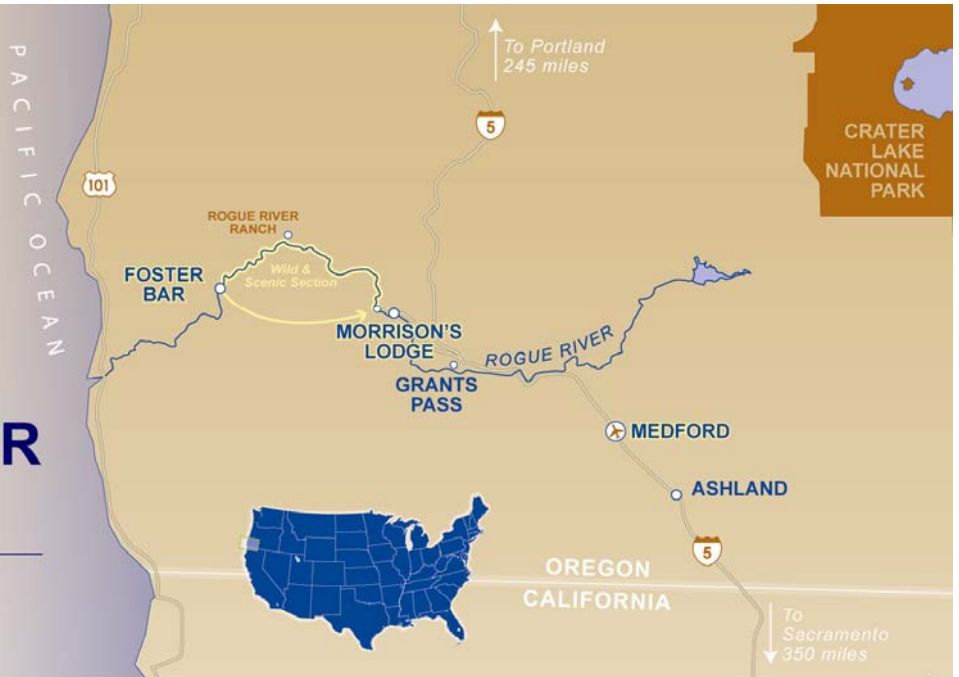 PACIFIC OCEAN
To Portland
245 miles
5
CRATER
LAKE
NATIONAL
PARK
101
ROGUE RIVER
RANCH
Wild &
Scenic Section
FOSTER
BAR
MORRISON'S
LODGE
ROGUE RIVER
GRANTS
PASS
R
MEDFORD
ASHLAND
5
OREGON
CALIFORNIA
To
Sacramento
350 miles